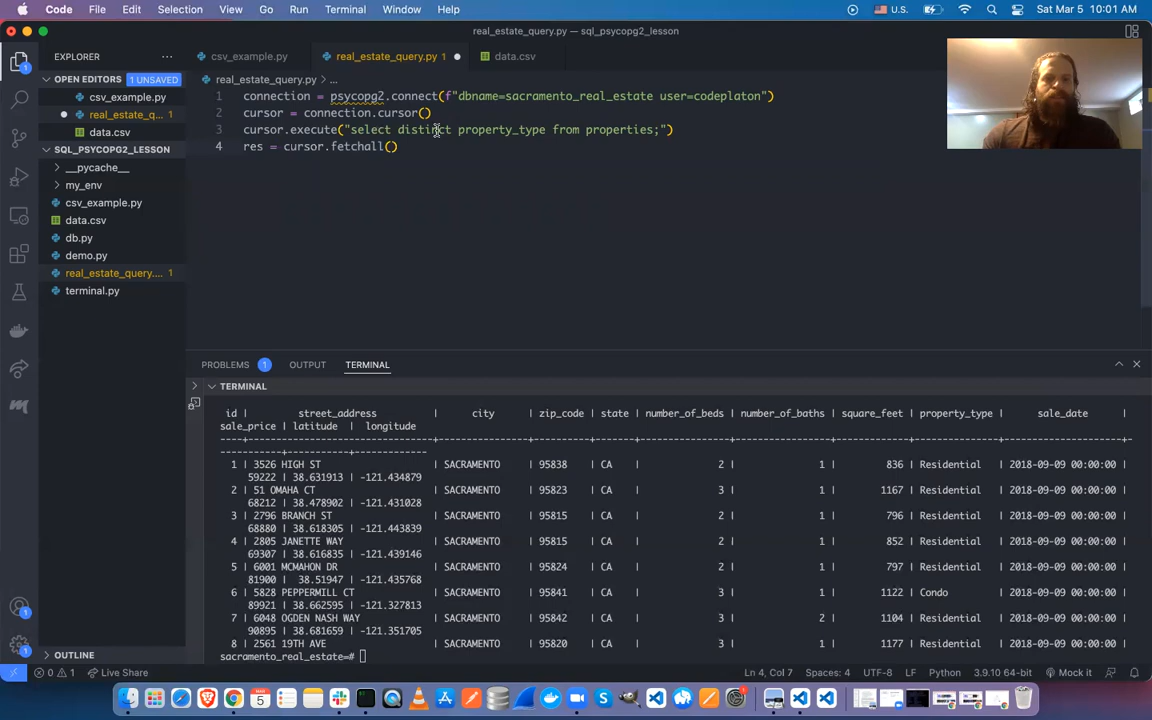 Code File Edit Selection View Go Run Terminal Window Help U.S. Sat Mar 5 10:01 AM
real_estate_query.py — sql_psycopg2_lesson
EXPLORER ··· csv_example.py real_estate_query.py 1 ● data.csv
OPEN EDITORS 1 UNSAVED real_estate_query.py > ...
csv_example.py
real_estate_q... 1
data.csv
SQL_PSYCOPG2_LESSON
__pycache__
my_env
csv_example.py
data.csv
db.py
demo.py
real_estate_query.... 1
terminal.py
1 connection = psycopg2.connect(f"dbname=sacramento_real_estate user=codeplaton")
2 cursor = connection.cursor()
3 cursor.execute("select distinct property_type from properties;")
4 res = cursor.fetchall()
PROBLEMS 1 OUTPUT TERMINAL
TERMINAL
id | street_address | city | zip_code | state | number_of_beds | number_of_baths | square_feet | property_type | sale_date |
sale_price | latitude | longitude
----+----------------------------------+----------------+----------+-------+----------------+-----------------+-------------+---------------+---------------------+-
-----------+-----------+-------------
1 | 3526 HIGH ST | SACRAMENTO | 95838 | CA | 2 | 1 | 836 | Residential | 2018-09-09 00:00:00 |
59222 | 38.631913 | -121.434879
2 | 51 OMAHA CT | SACRAMENTO | 95823 | CA | 3 | 1 | 1167 | Residential | 2018-09-09 00:00:00 |
68212 | 38.478902 | -121.431028
3 | 2796 BRANCH ST | SACRAMENTO | 95815 | CA | 2 | 1 | 796 | Residential | 2018-09-09 00:00:00 |
68880 | 38.618305 | -121.443839
4 | 2805 JANETTE WAY | SACRAMENTO | 95815 | CA | 2 | 1 | 852 | Residential | 2018-09-09 00:00:00 |
69307 | 38.616835 | -121.439146
5 | 6001 MCMAHON DR | SACRAMENTO | 95824 | CA | 2 | 1 | 797 | Residential | 2018-09-09 00:00:00 |
81900 | 38.51947 | -121.435768
6 | 5828 PEPPERMILL CT | SACRAMENTO | 95841 | CA | 3 | 1 | 1122 | Condo | 2018-09-09 00:00:00 |
89921 | 38.662595 | -121.327813
7 | 6048 OGDEN NASH WAY | SACRAMENTO | 95842 | CA | 3 | 2 | 1104 | Residential | 2018-09-09 00:00:00 |
90895 | 38.681659 | -121.351705
8 | 2561 19TH AVE | SACRAMENTO | 95820 | CA | 3 | 1 | 1177 | Residential | 2018-09-09 00:00:00 |
sacramento_real_estate=#
OUTLINE
0 1 Live Share Ln 4, Col 7 Spaces: 4 UTF-8 LF Python 3.9.10 64-bit Mock it